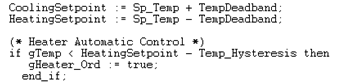 CoolingSetpoint := Sp_Temp + TempDeadband;
HeatingSetpoint := Sp_Temp - TempDeadband;

(* Heater Automatic Control *)
if gTemp < HeatingSetpoint - Temp_Hysteresis then
   gHeater_Ord := true;
  end_if;